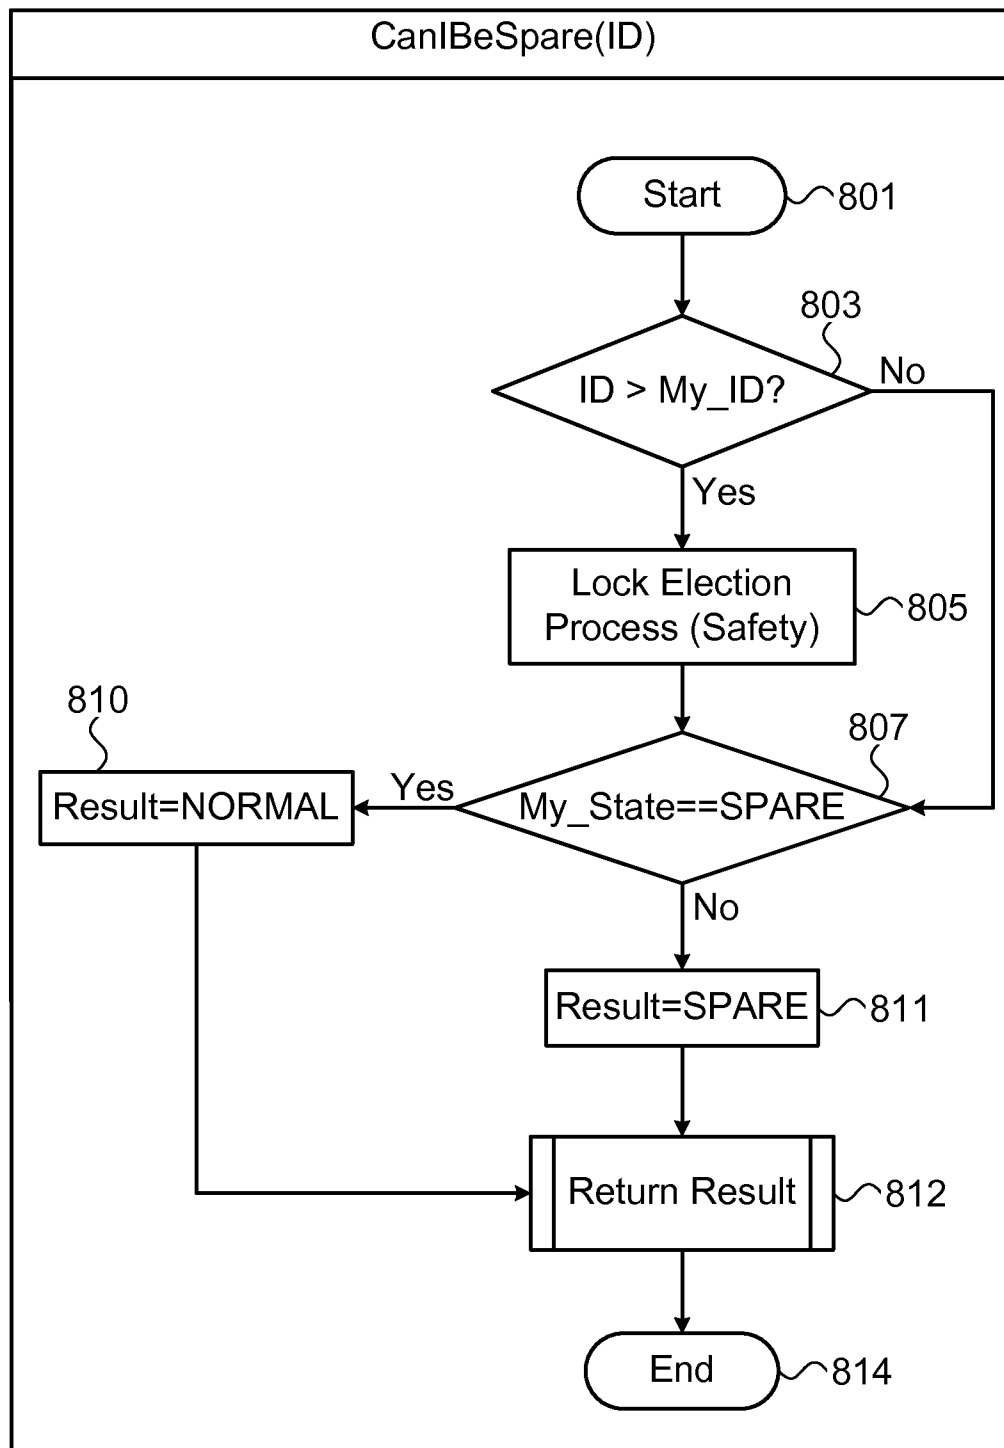 CanIBeSpare(ID)
Start
801
803
ID > My_ID?
No
Yes
Lock Election
Process (Safety)
805
810
807
Result=NORMAL
Yes
My_State==SPARE
No
Result=SPARE
811
Return Result
812
End
814